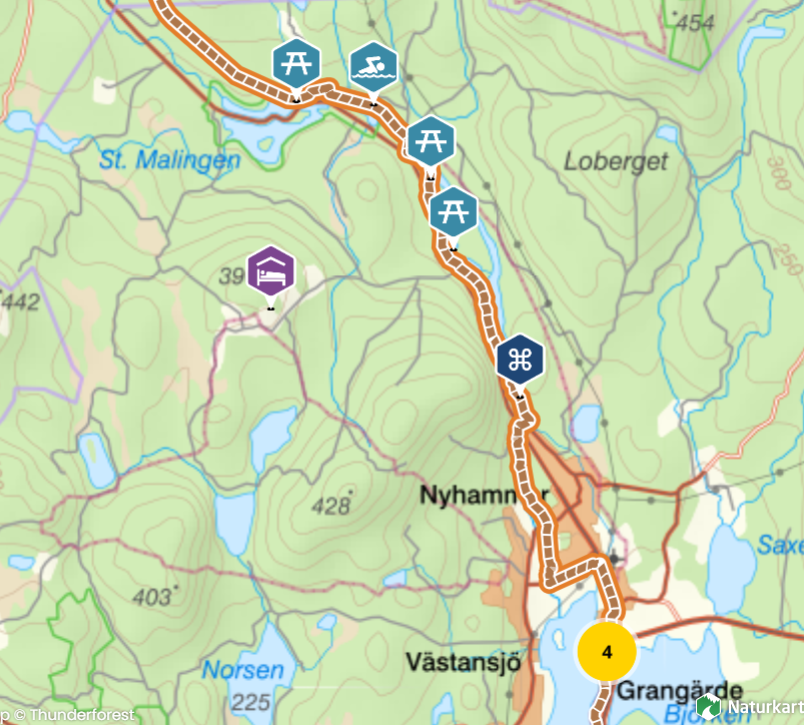 454
St. Malingen
Loberget
300
250
39
442
Nyhammar
428
Saxe
403
Västansjö
Norsen
225
4
Grangärde
Björken
Naturkart
p © Thunderforest